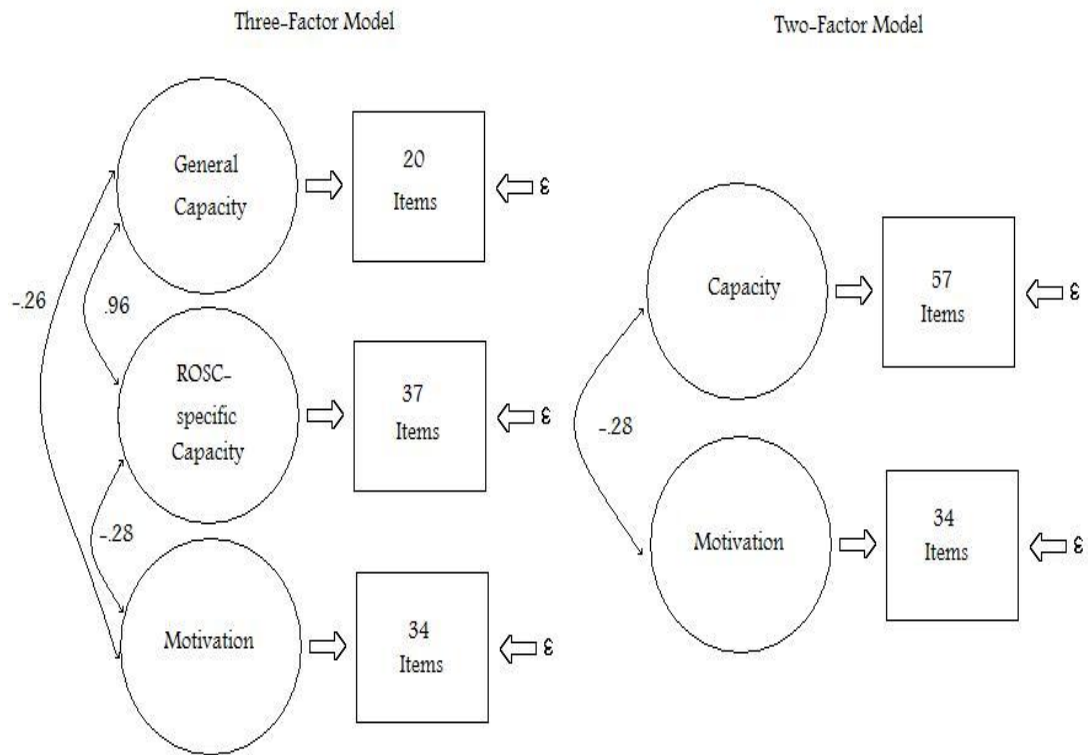 Three-Factor Model
General
Capacity
20
Items
ε
-.26
.96
ROSC-
specific
Capacity
37
Items
ε
-.28
Motivation
34
Items
ε
Two-Factor Model
Capacity
57
Items
ε
-.28
Motivation
34
Items
ε